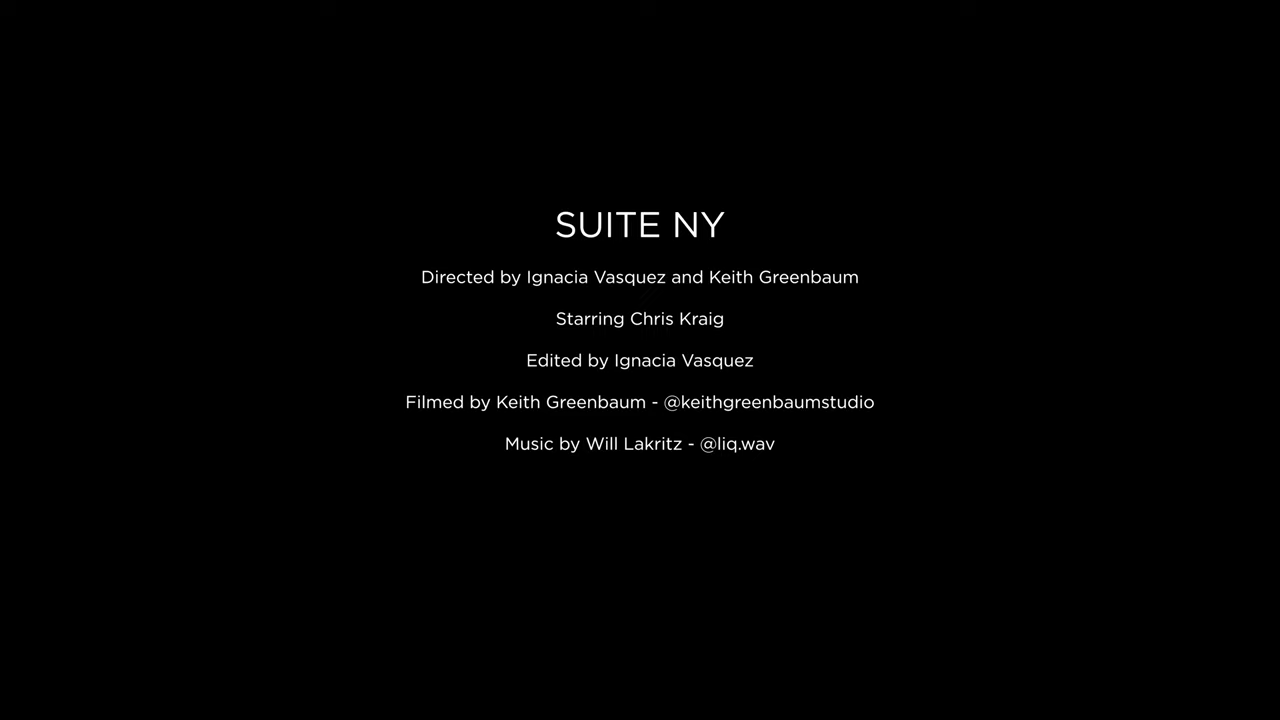 SUITE NY
Directed by Ignacia Vasquez and Keith Greenbaum
Starring Chris Kraig
Edited by Ignacia Vasquez
Filmed by Keith Greenbaum - @keithgreenbaumstudio
Music by Will Lakritz - @liq.wav